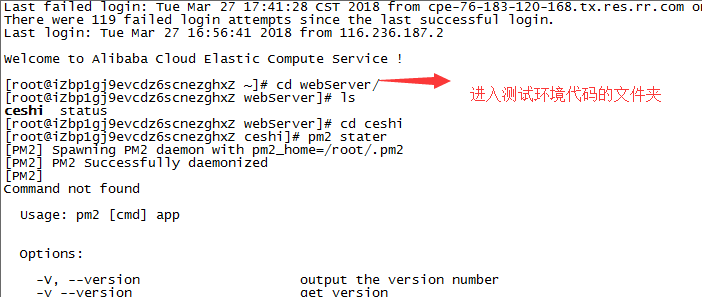 Last failed login: Tue Mar 27 17:41:28 CST 2018 from cpe-76-183-120-168.tx.res.rr.com on
There were 119 failed login attempts since the last successful login.
Last login: Tue Mar 27 16:56:41 2018 from 116.236.187.2
Welcome to Alibaba Cloud Elastic Compute Service !
[root@iZbp1gj9evcdz6scnezghxZ ~]# cd webServer/
进入测试环境代码的文件夹
[root@iZbp1gj9evcdz6scnezghxZ webServer]# ls
ceshi status
[root@iZbp1gj9evcdz6scnezghxZ webServer]# cd ceshi
[root@iZbp1gj9evcdz6scnezghxZ ceshi]# pm2 stater
[PM2] Spawning PM2 daemon with pm2_home=/root/.pm2
[PM2] PM2 Successfully daemonized
[PM2]
Command not found
Usage: pm2 [cmd] app
Options:
-V, --version output the version number
-v --version get version